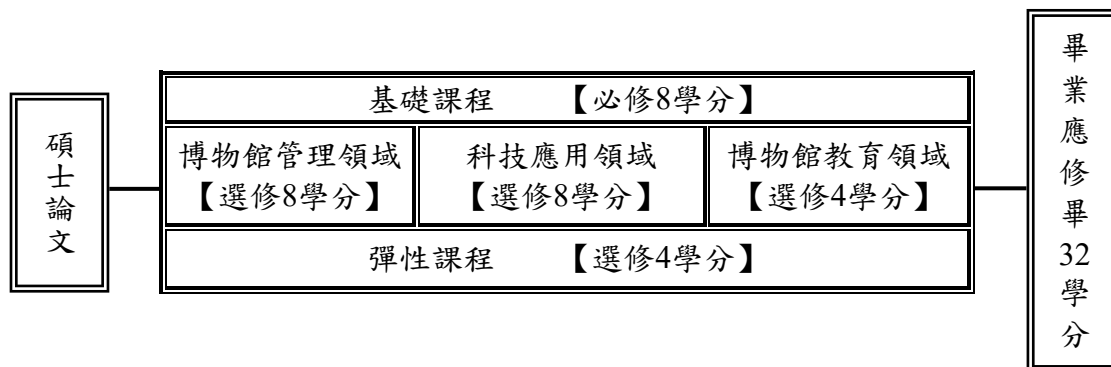 碩士論文
基礎課程 【必修8學分】
博物館管理領域
【選修8學分】
科技應用領域
【選修8學分】
博物館教育領域
【選修4學分】
彈性課程 【選修4學分】
畢業應修畢32學分